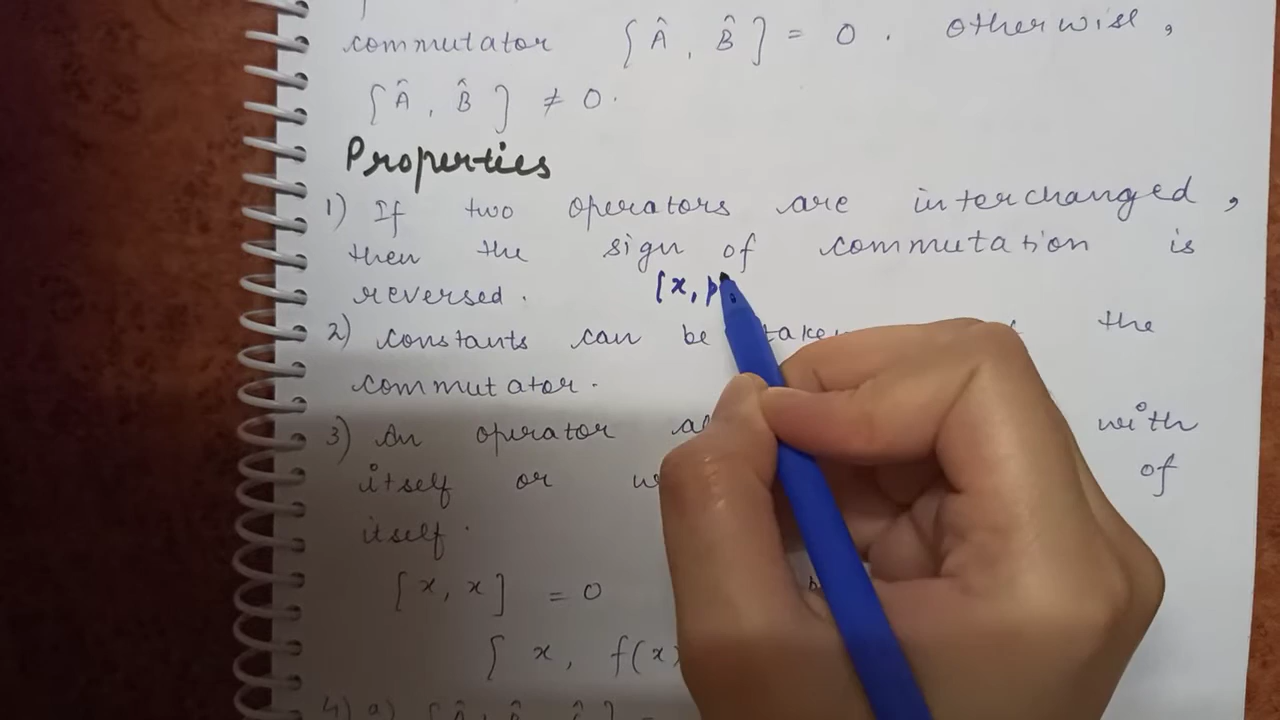 commutator [Â, B̂] = 0. otherwise,
[Â, B̂] ≠ 0.
Properties
1) If two operators are interchanged,
then the sign of commutation is
reversed. [x, p
2) constants can be the
commutator.
3) An operator with
itself or of
itself.
[x, x] = 0
[x, f(x)
4) a)